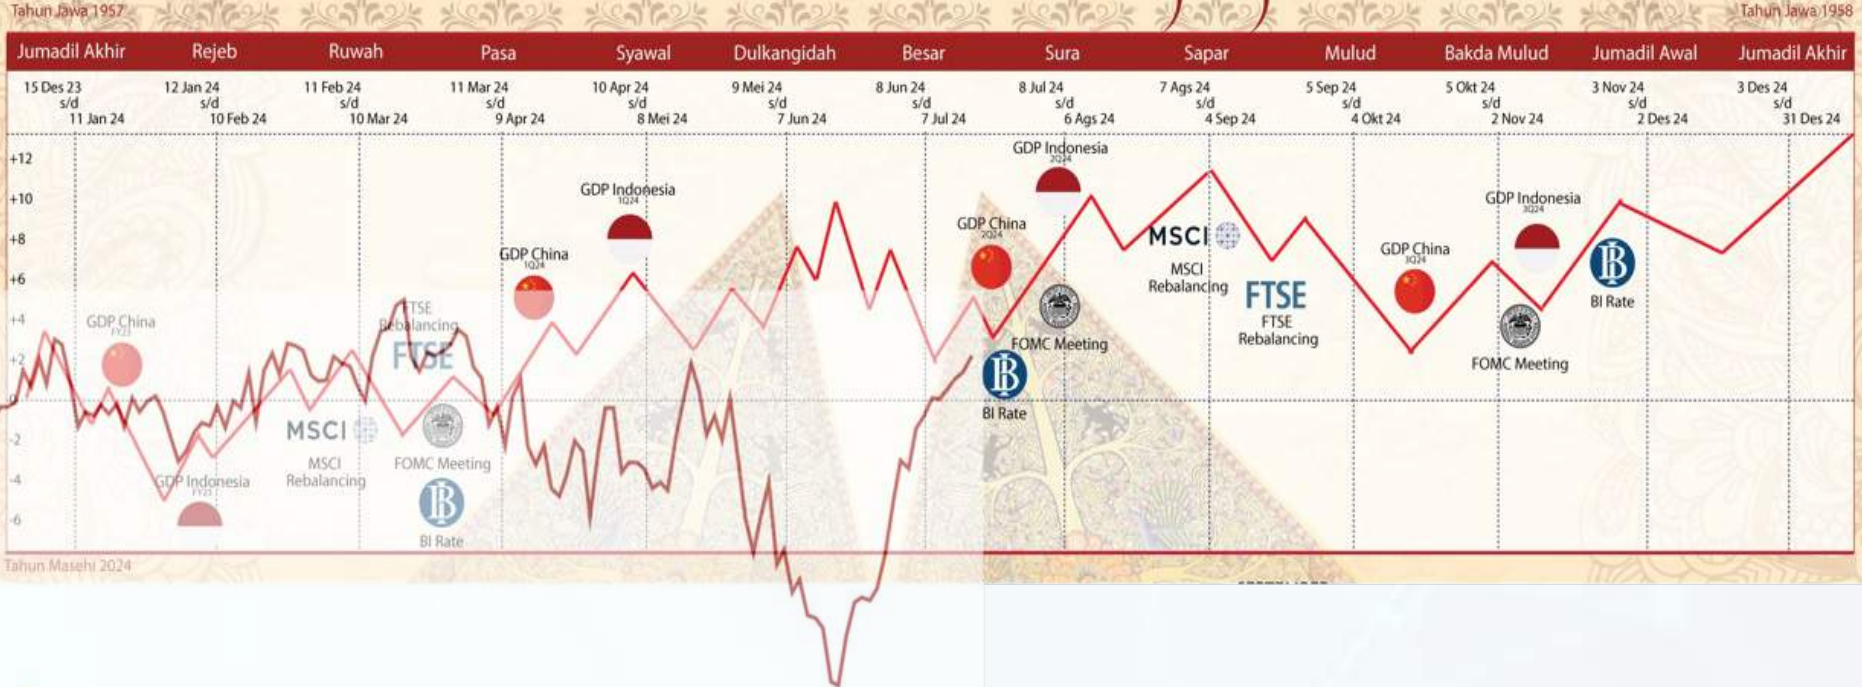 Tahun Jawa 1957
Tahun Jawa 1958
Jumadil Akhir
Rejeb
Ruwah
Pasa
Syawal
Dulkangidah
Besar
Sura
Sapar
Mulud
Bakda Mulud
Jumadil Awal
Jumadil Akhir
15 Des 23
s/d
11 Jan 24
12 Jan 24
s/d
10 Feb 24
11 Feb 24
s/d
10 Mar 24
11 Mar 24
s/d
9 Apr 24
10 Apr 24
s/d
8 Mei 24
9 Mei 24
s/d
7 Jun 24
8 Jun 24
s/d
7 Jul 24
8 Jul 24
s/d
6 Ags 24
7 Ags 24
s/d
4 Sep 24
5 Sep 24
s/d
4 Okt 24
5 Okt 24
s/d
2 Nov 24
3 Nov 24
s/d
2 Des 24
3 Des 24
s/d
31 Des 24
+12
+10
+8
+6
+4
+2
0
-2
-4
-6
GDP China
FY23
GDP Indonesia
FY23
MSCI
MSCI
Rebalancing
FTSE
Rebalancing
FTSE
FOMC Meeting
BI Rate
GDP China
1Q24
GDP Indonesia
1Q24
GDP China
2Q24
BI Rate
GDP Indonesia
2Q24
FOMC Meeting
MSCI
MSCI
Rebalancing
FTSE
FTSE
Rebalancing
GDP China
3Q24
GDP Indonesia
3Q24
FOMC Meeting
BI Rate
Tahun Masehi 2024